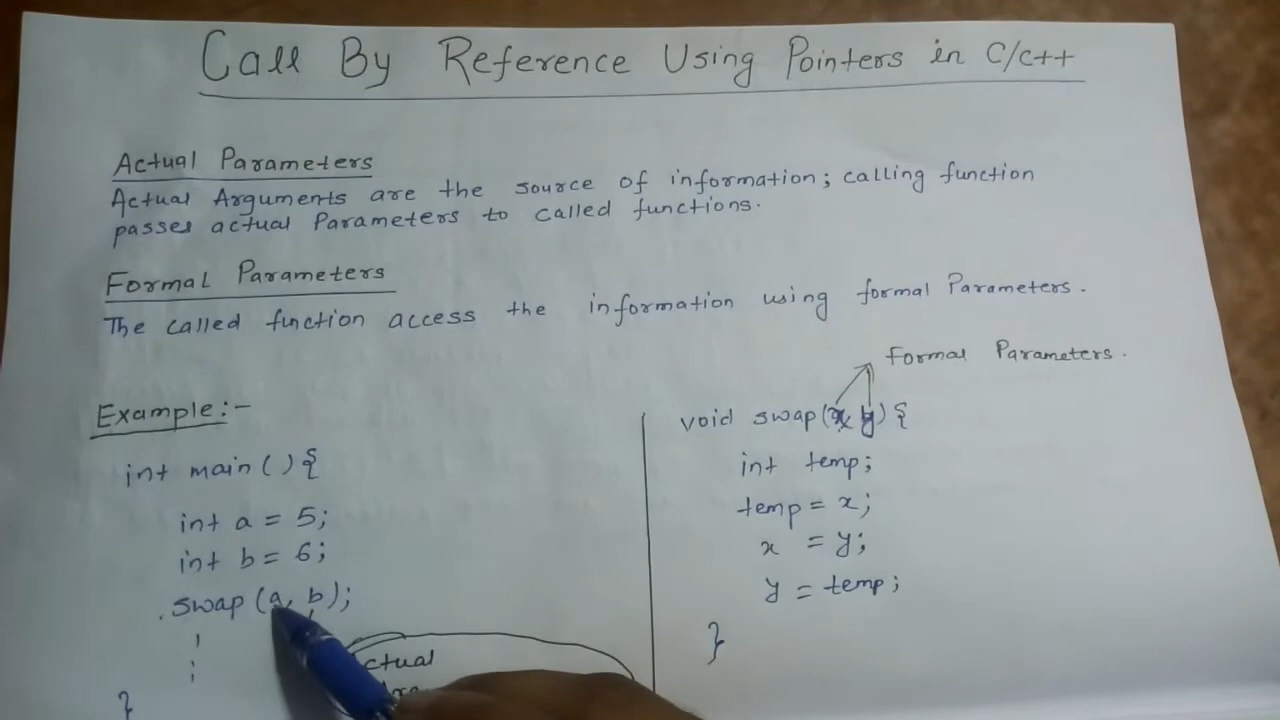 Call By Reference Using Pointers in C/C++
Actual Parameters
Actual Arguments are the source of information; calling function
passes actual Parameters to called functions.
Formal Parameters
The called function access the information using formal Parameters.
Formal Parameters.
Example:-
int main(){
int a = 5;
int b = 6;
swap(a, b);
}
void swap(x, y){
int temp;
temp = x;
x = y;
y = temp;
}